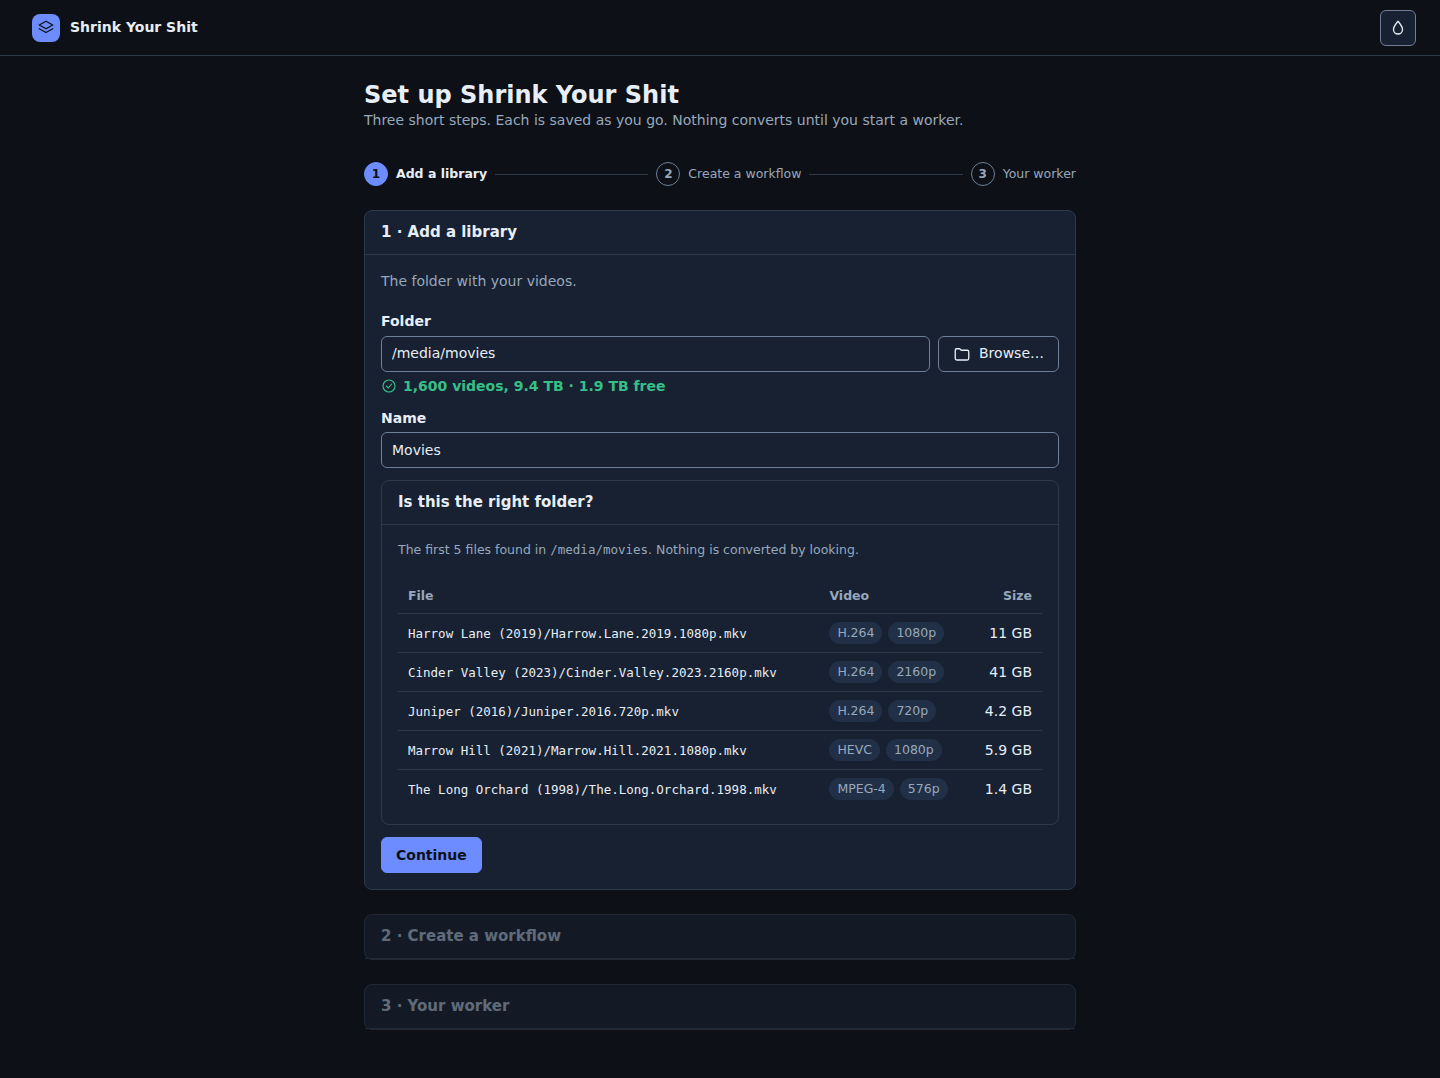 Shrink Your Shit
Set up Shrink Your Shit
Three short steps. Each is saved as you go. Nothing converts until you start a worker.
1 Add a library
2 Create a workflow
3 Your worker
1 · Add a library
The folder with your videos.
Folder
/media/movies
Browse...
1,600 videos, 9.4 TB · 1.9 TB free
Name
Movies
Is this the right folder?
The first 5 files found in /media/movies. Nothing is converted by looking.
File Video Size
Harrow Lane (2019)/Harrow.Lane.2019.1080p.mkv H.264 1080p 11 GB
Cinder Valley (2023)/Cinder.Valley.2023.2160p.mkv H.264 2160p 41 GB
Juniper (2016)/Juniper.2016.720p.mkv H.264 720p 4.2 GB
Marrow Hill (2021)/Marrow.Hill.2021.1080p.mkv HEVC 1080p 5.9 GB
The Long Orchard (1998)/The.Long.Orchard.1998.mkv MPEG-4 576p 1.4 GB
Continue
2 · Create a workflow
3 · Your worker